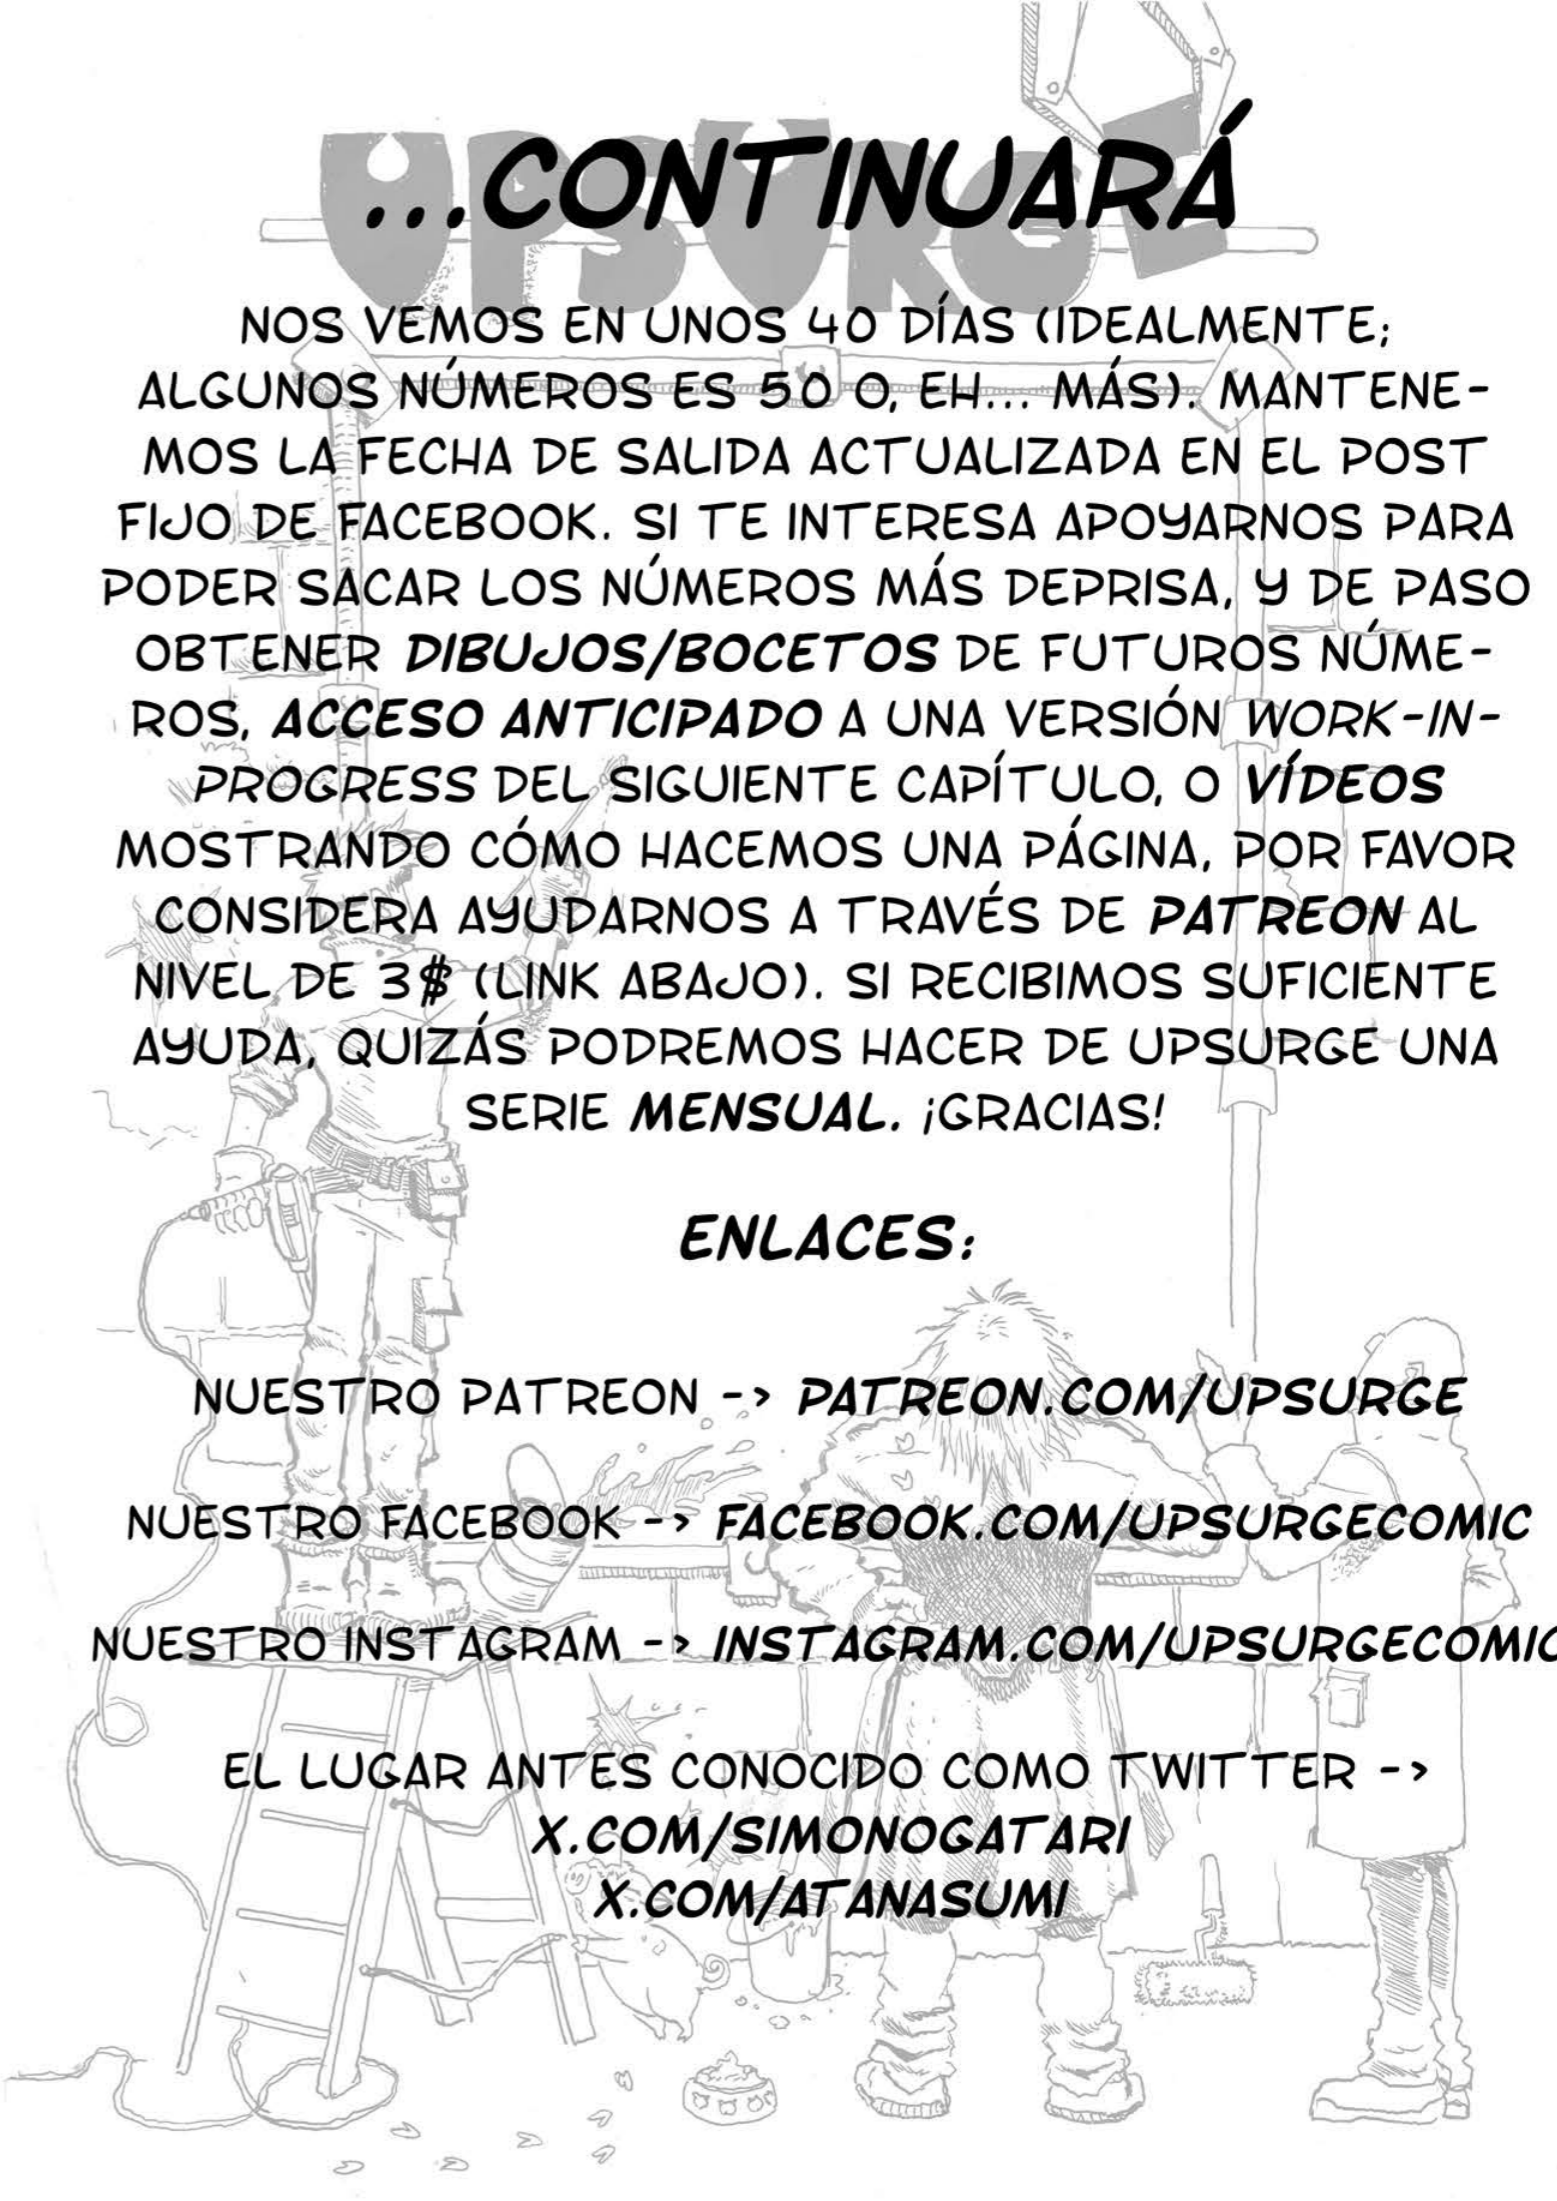 UPSURGE
...CONTINUARÁ
NOS VEMOS EN UNOS 40 DÍAS (IDEALMENTE;
ALGUNOS NÚMEROS ES 50 O, EH... MÁS). MANTENE-
MOS LA FECHA DE SALIDA ACTUALIZADA EN EL POST
FIJO DE FACEBOOK. SI TE INTERESA APOYARNOS PARA
PODER SACAR LOS NÚMEROS MÁS DEPRISA, Y DE PASO
OBTENER DIBUJOS/BOCETOS DE FUTUROS NÚME-
ROS, ACCESO ANTICIPADO A UNA VERSIÓN WORK-IN-
PROGRESS DEL SIGUIENTE CAPÍTULO, O VÍDEOS
MOSTRANDO CÓMO HACEMOS UNA PÁGINA, POR FAVOR
CONSIDERA AYUDARNOS A TRAVÉS DE PATREON AL
NIVEL DE 3$ (LINK ABAJO). SI RECIBIMOS SUFICIENTE
AYUDA, QUIZÁS PODREMOS HACER DE UPSURGE UNA
SERIE MENSUAL. ¡GRACIAS!
ENLACES:
NUESTRO PATREON -> PATREON.COM/UPSURGE
NUESTRO FACEBOOK -> FACEBOOK.COM/UPSURGECOMIC
NUESTRO INSTAGRAM -> INSTAGRAM.COM/UPSURGECOMIC
EL LUGAR ANTES CONOCIDO COMO TWITTER ->
X.COM/SIMONOGATARI
X.COM/ATANASUMI